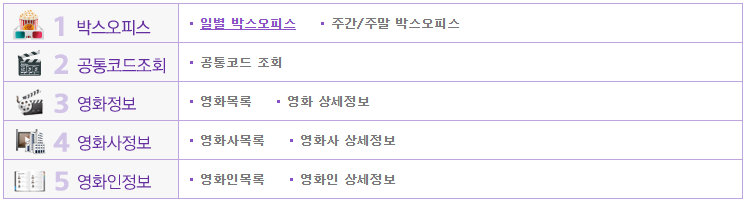 1 박스오피스 · 일별 박스오피스 · 주간/주말 박스오피스
2 공통코드조회 · 공통코드 조회
3 영화정보 · 영화목록 · 영화 상세정보
4 영화사정보 · 영화사목록 · 영화사 상세정보
5 영화인정보 · 영화인목록 · 영화인 상세정보